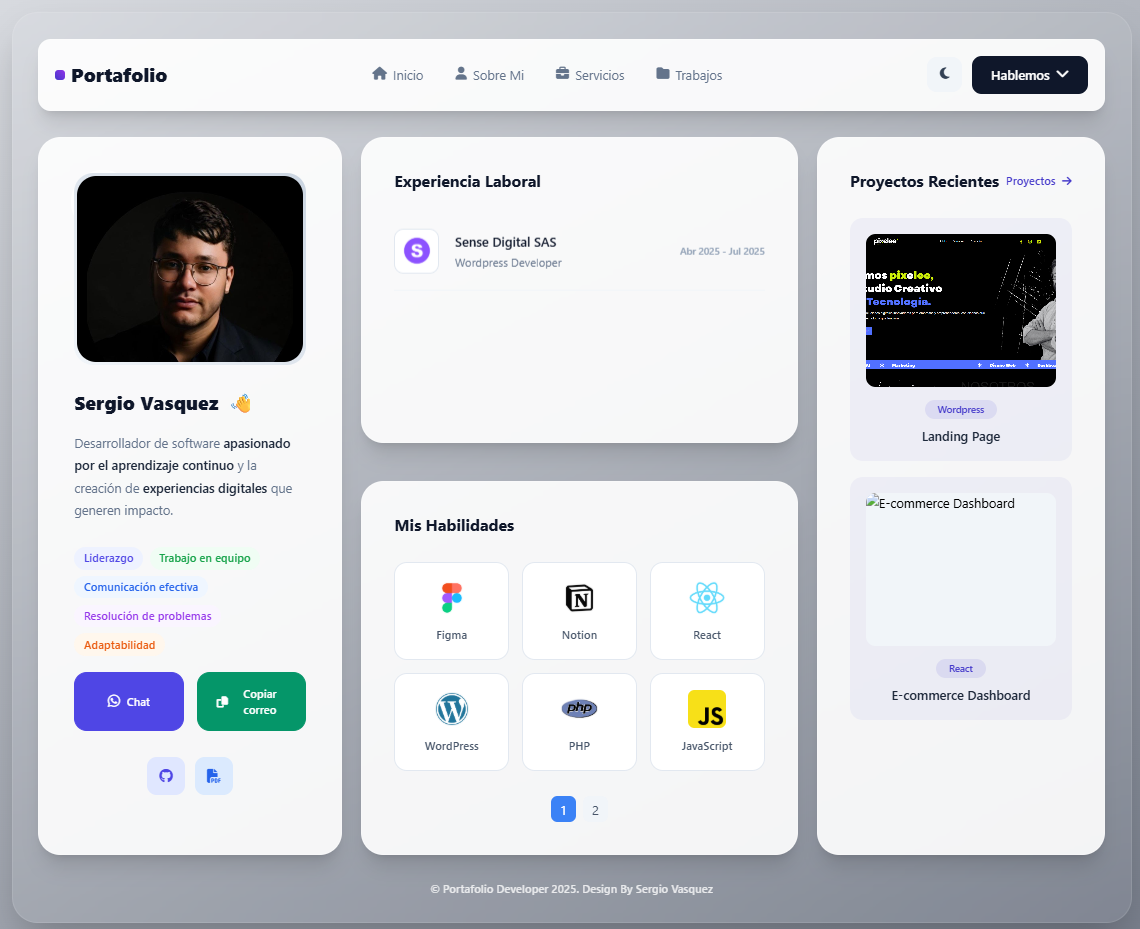 Portafolio
Inicio
Sobre Mi
Servicios
Trabajos
Hablemos
Sergio Vasquez
Desarrollador de software apasionado
por el aprendizaje continuo y la
creación de experiencias digitales que
generen impacto.
Liderazgo
Trabajo en equipo
Comunicación efectiva
Resolución de problemas
Adaptabilidad
Chat
Copiar
correo
PDF
Experiencia Laboral
S
Sense Digital SAS
Wordpress Developer
Abr 2025 - Jul 2025
Mis Habilidades
Figma
N
Notion
React
W
WordPress
php
PHP
JS
JavaScript
1
2
Proyectos Recientes
Proyectos
pixelee
mos pixelee,
tudio Creativo
Tecnología.
Marketing
NOSOTROS
Wordpress
Landing Page
E-commerce Dashboard
React
E-commerce Dashboard
© Portafolio Developer 2025. Design By Sergio Vasquez